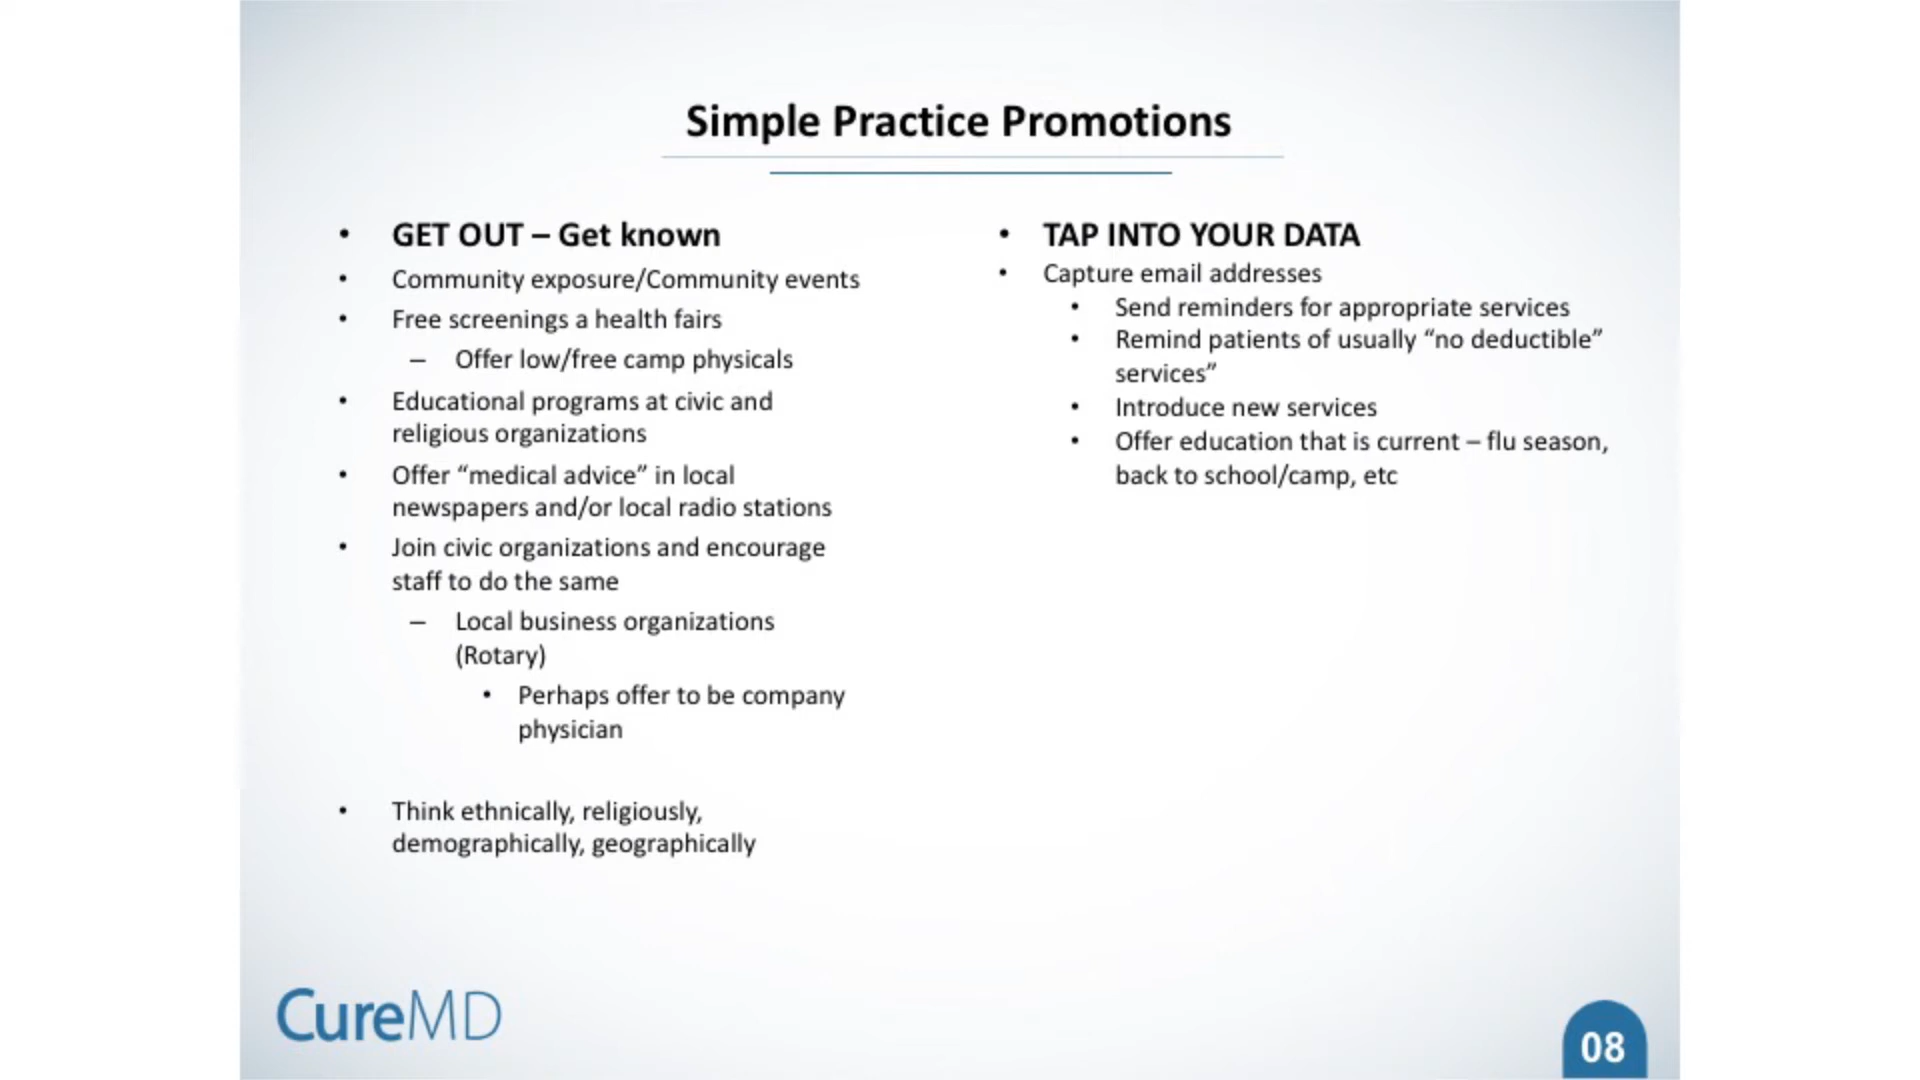 Simple Practice Promotions
• GET OUT – Get known
• Community exposure/Community events
• Free screenings a health fairs
– Offer low/free camp physicals
• Educational programs at civic and
religious organizations
• Offer “medical advice” in local
newspapers and/or local radio stations
• Join civic organizations and encourage
staff to do the same
– Local business organizations
(Rotary)
• Perhaps offer to be company
physician
• Think ethnically, religiously,
demographically, geographically
• TAP INTO YOUR DATA
• Capture email addresses
• Send reminders for appropriate services
• Remind patients of usually “no deductible”
services”
• Introduce new services
• Offer education that is current – flu season,
back to school/camp, etc
CureMD
08